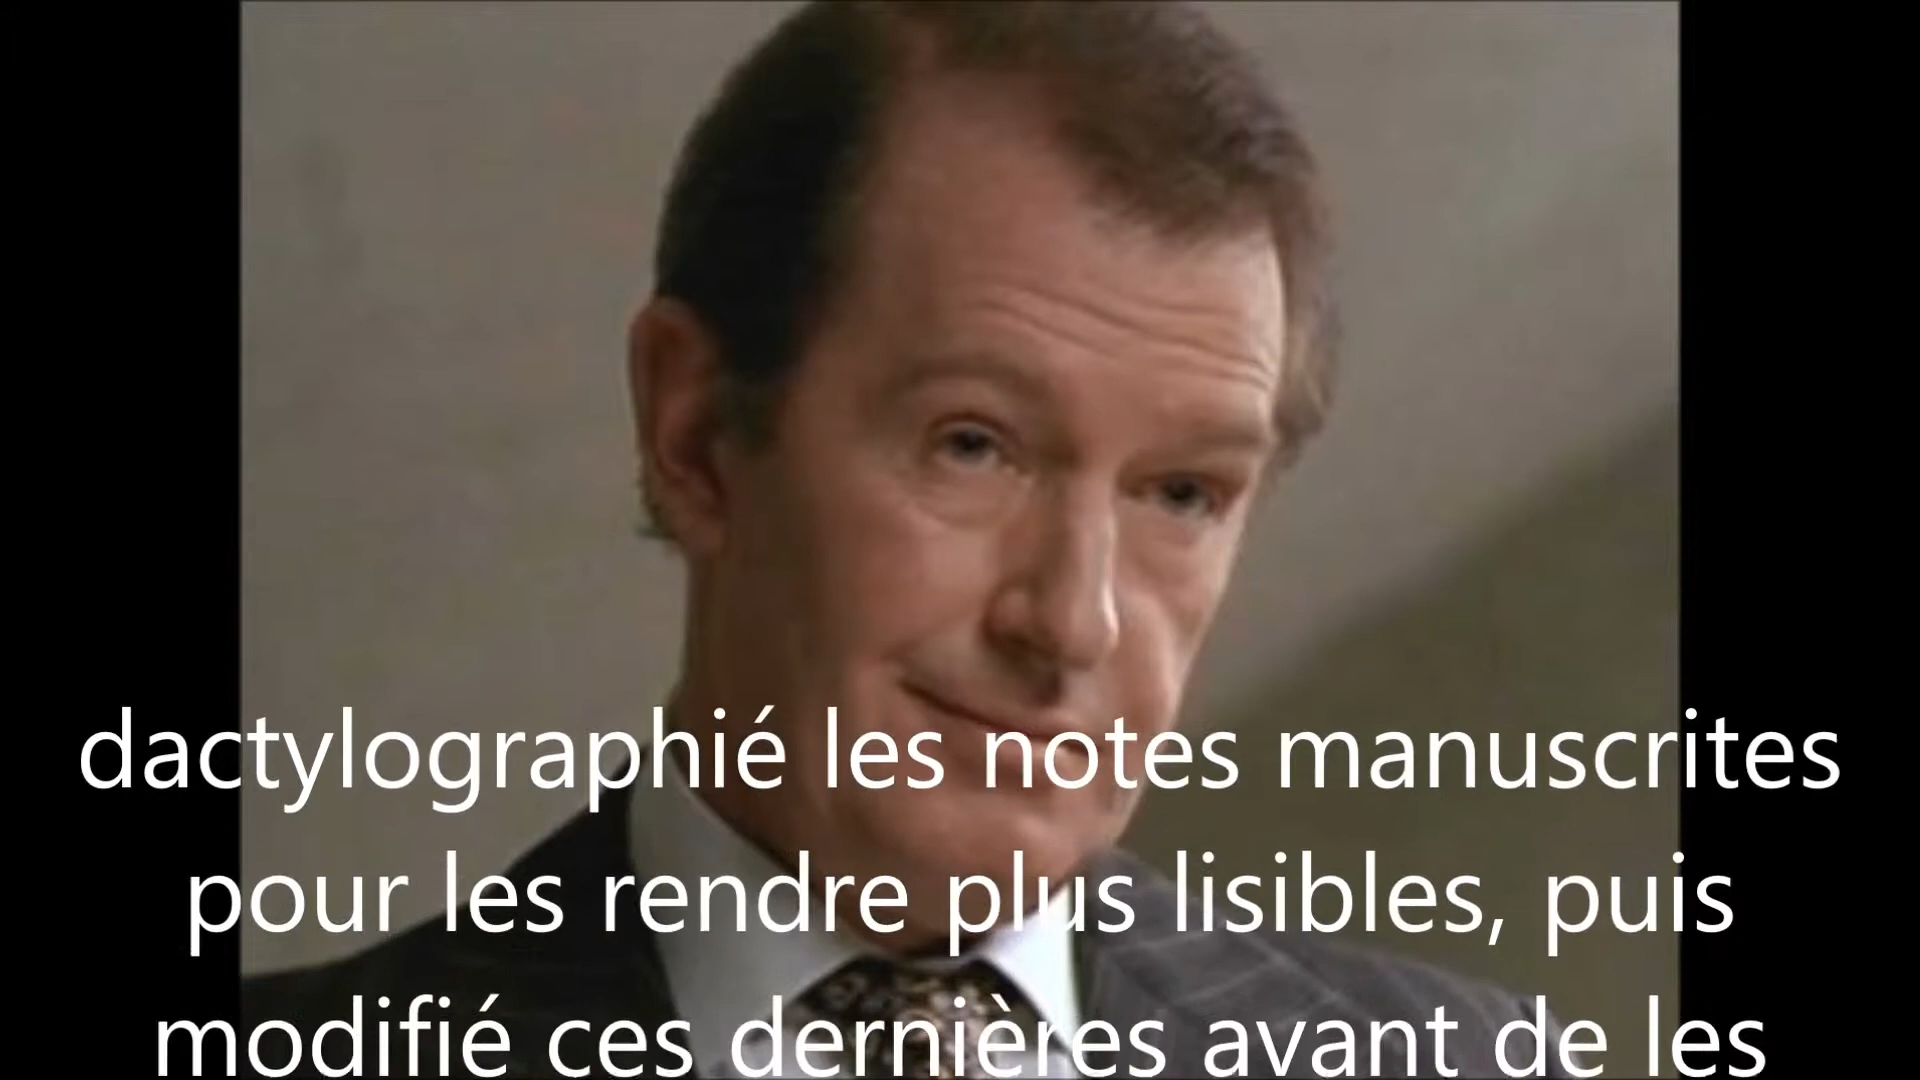 dactylographié les notes manuscrites
pour les rendre plus lisibles, puis
modifié ces dernières avant de les